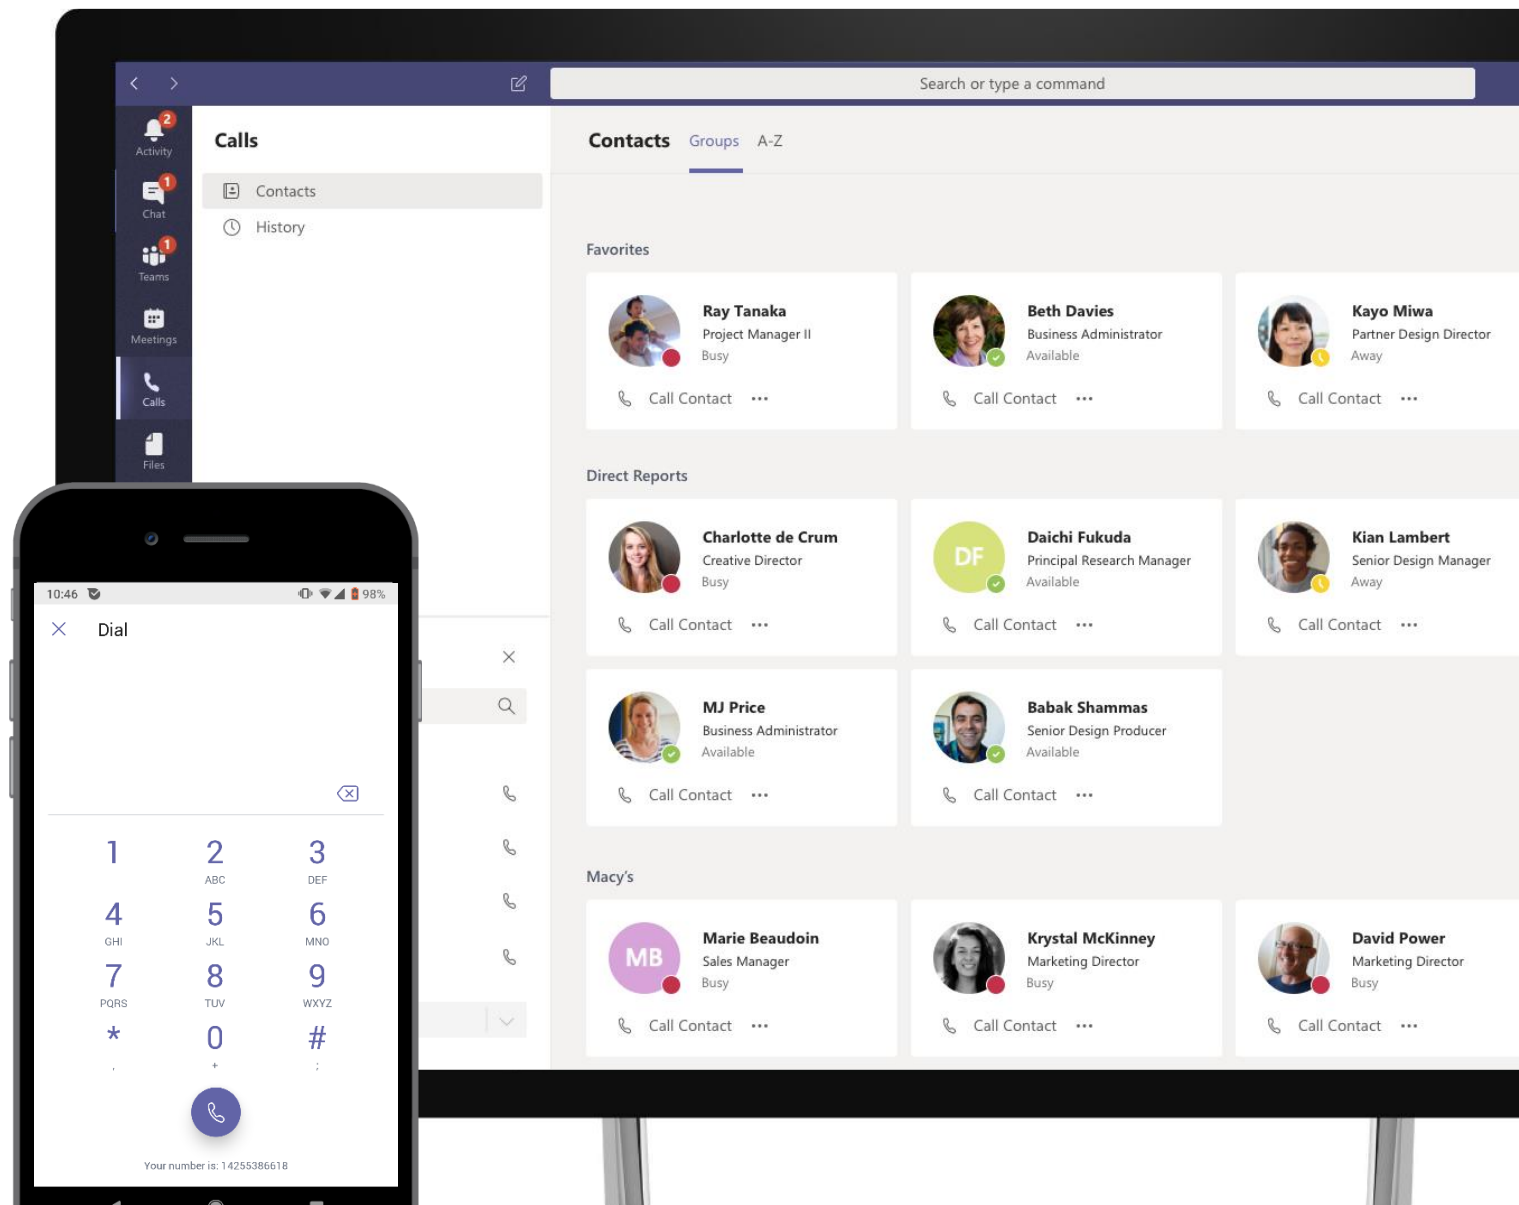 Search or type a command
2
Activity
1
Chat
1
Teams
Meetings
Calls
Files
Calls
Contacts
History
Contacts Groups A-Z
Favorites
Ray Tanaka
Project Manager II
Busy
Call Contact
Beth Davies
Business Administrator
Available
Call Contact
Kayo Miwa
Partner Design Director
Away
Call Contact
Direct Reports
Charlotte de Crum
Creative Director
Busy
Call Contact
DF
Daichi Fukuda
Principal Research Manager
Available
Call Contact
Kian Lambert
Senior Design Manager
Away
Call Contact
MJ Price
Business Administrator
Available
Call Contact
Babak Shammas
Senior Design Producer
Available
Call Contact
Macy's
MB
Marie Beaudoin
Sales Manager
Busy
Call Contact
Krystal McKinney
Marketing Director
Busy
Call Contact
David Power
Marketing Director
Busy
Call Contact
10:46 98%
Dial
1 2 3
ABC DEF
4 5 6
GHI JKL MNO
7 8 9
PQRS TUV WXYZ
* 0 #
, + ;
Your number is: 14255386618